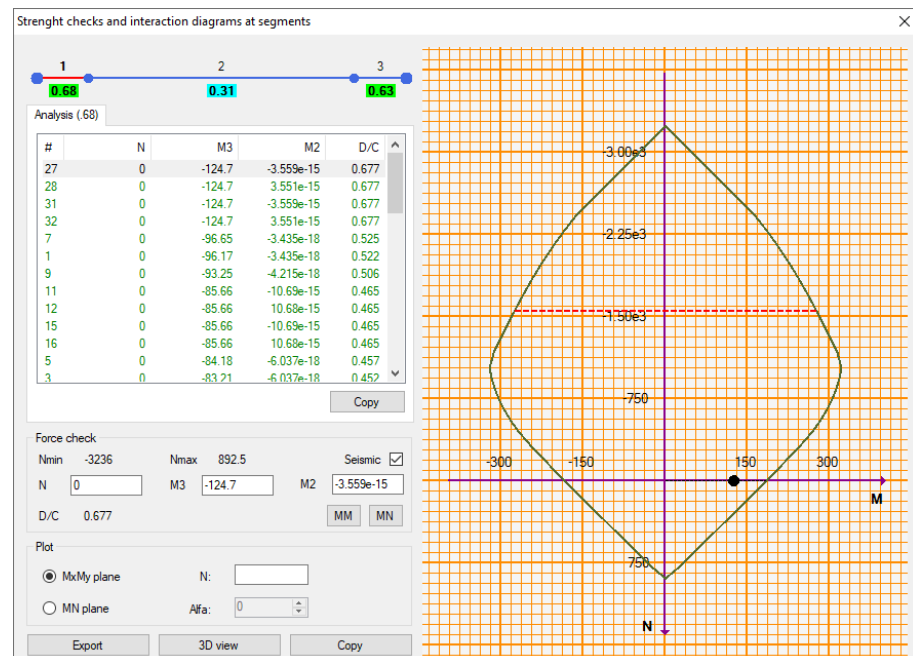 Strenght checks and interaction diagrams at segments
1 2 3
0.68 0.31 0.63
Analysis (.68)
# N M3 M2 D/C
27 0 -124.7 -3.559e-15 0.677
28 0 -124.7 3.551e-15 0.677
31 0 -124.7 -3.559e-15 0.677
32 0 -124.7 3.551e-15 0.677
7 0 -96.65 -3.435e-18 0.525
1 0 -96.17 -3.435e-18 0.522
9 0 -93.25 -4.215e-18 0.506
11 0 -85.66 -10.69e-15 0.465
12 0 -85.66 10.68e-15 0.465
15 0 -85.66 -10.69e-15 0.465
16 0 -85.66 10.68e-15 0.465
5 0 -84.18 -6.037e-18 0.457
3 0 -83.21 -6.037e-18 0.452
Copy
Force check
Nmin -3236 Nmax 892.5 Seismic
N 0 M3 -124.7 M2 -3.559e-15
D/C 0.677 MM MN
Plot
MxMy plane N:
MN plane Alfa: 0
Export 3D view Copy
-3.00e3
-2.25e3
-1.50e3
-750
-300 -150 150 300
M
750
N